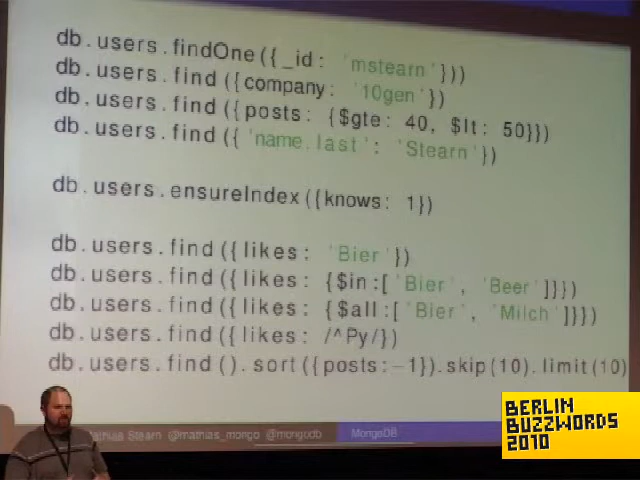 db.users.findOne({_id: 'mstearn'}))
db.users.find({company: '10gen'})
db.users.find({posts: {$gte: 40, $lt: 50}})
db.users.find({ 'name.last': 'Stearn'})
db.users.ensureIndex({knows: 1})
db.users.find({likes: 'Bier'})
db.users.find({likes: {$in:['Bier', 'Beer']}})
db.users.find({likes: {$all:['Bier', 'Milch']}})
db.users.find({likes: /^Py/})
db.users.find().sort({posts:-1}).skip(10).limit(10)
Stearn @mathias_mongo @mongodb MongoDB
BERLIN
BUZZWORDS
2010